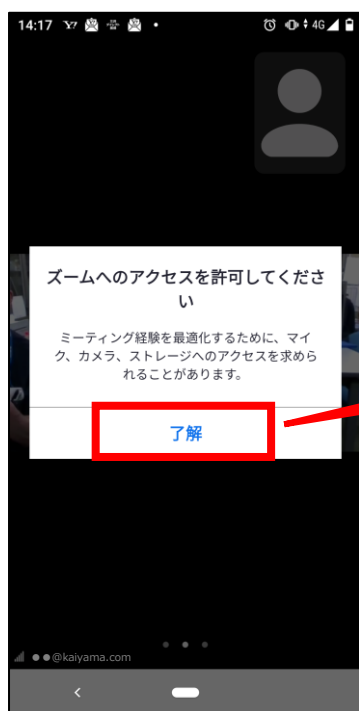 14:17
4G
ズームへのアクセスを許可してくださ
い
ミーティング経験を最適化するために、マイ
ク、カメラ、ストレージへのアクセスを求めら
れることがあります。
了解
●●@kaiyama.com